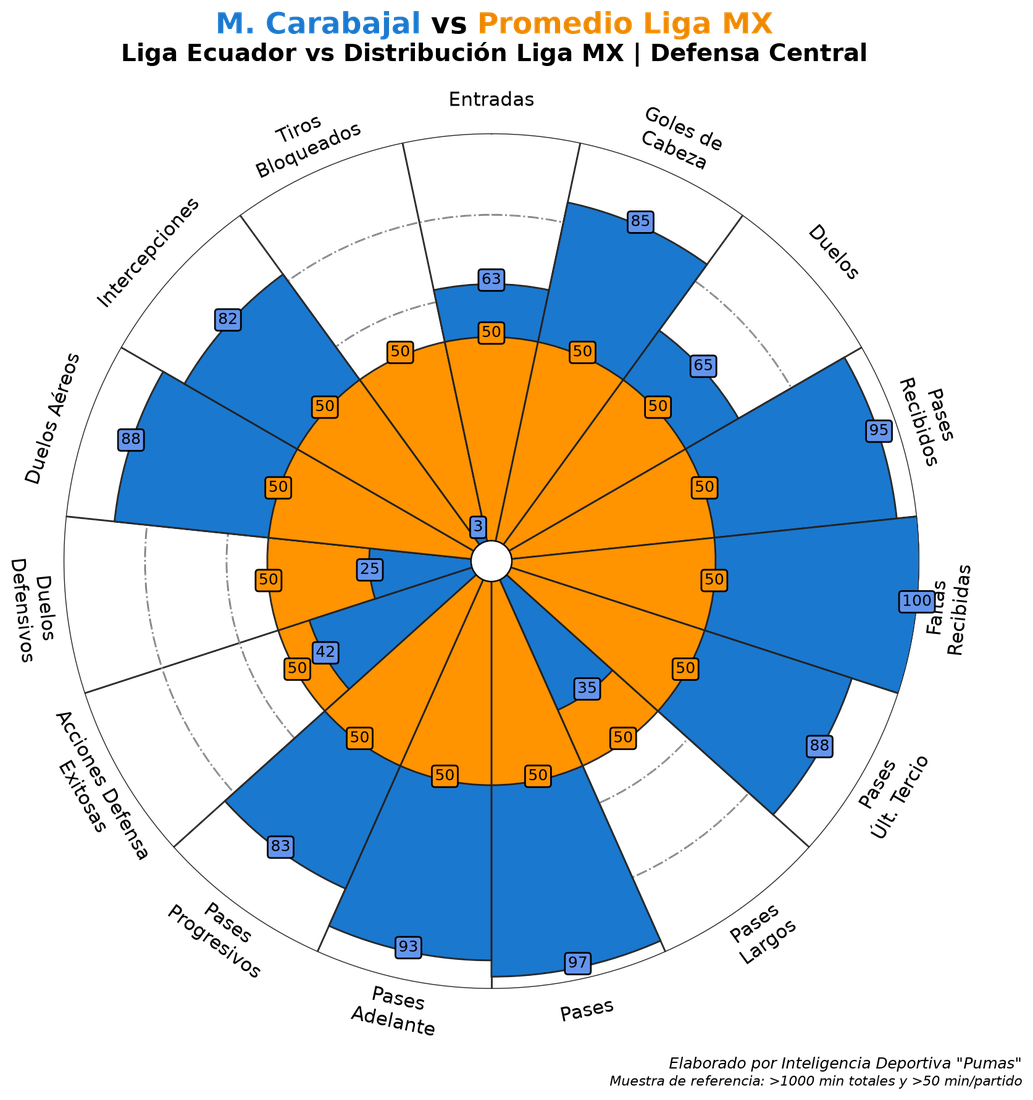 M. Carabajal vs Promedio Liga MX
Liga Ecuador vs Distribución Liga MX | Defensa Central
Entradas
63
50
Goles de
Cabeza
85
50
Duelos
65
50
Pases
Recibidos
95
50
Faltas
Recibidas
100
50
Pases
Últ. Tercio
88
50
Pases
Largos
35
50
Pases
97
50
Pases
Adelante
93
50
Pases
Progresivos
83
50
Acciones Defensa
Exitosas
42
50
Duelos
Defensivos
25
50
Duelos Aéreos
88
50
Intercepciones
82
50
Tiros
Bloqueados
3
50
Elaborado por Inteligencia Deportiva "Pumas"
Muestra de referencia: >1000 min totales y >50 min/partido